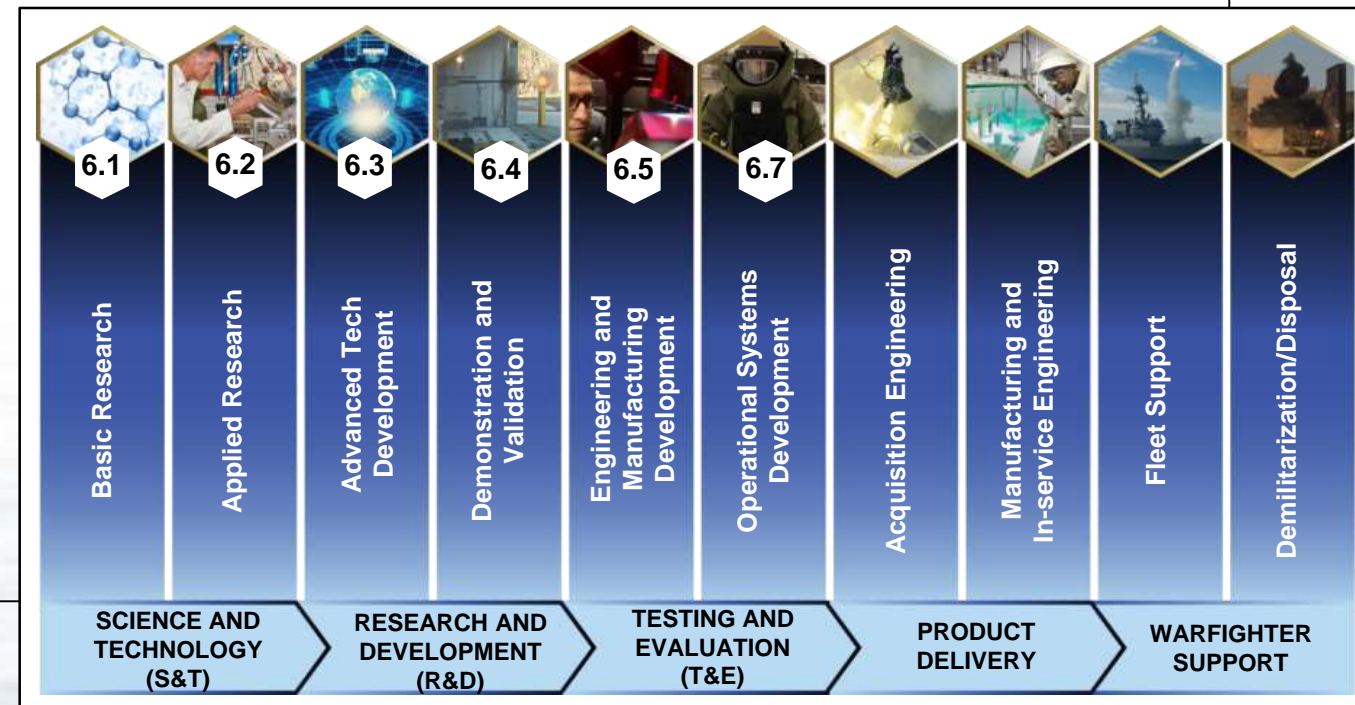 6.1
6.2
6.3
6.4
6.5
6.7
Basic Research
Applied Research
Advanced Tech
Development
Demonstration and
Validation
Engineering and
Manufacturing
Development
Operational Systems
Development
Acquisition Engineering
Manufacturing and
In-service Engineering
Fleet Support
Demilitarization/Disposal
SCIENCE AND
TECHNOLOGY
(S&T)
RESEARCH AND
DEVELOPMENT
(R&D)
TESTING AND
EVALUATION
(T&E)
PRODUCT
DELIVERY
WARFIGHTER
SUPPORT